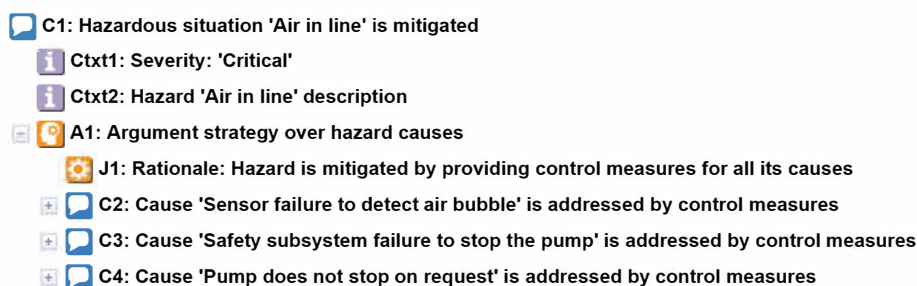 C1: Hazardous situation 'Air in line' is mitigated
Ctxt1: Severity: 'Critical'
Ctxt2: Hazard 'Air in line' description
A1: Argument strategy over hazard causes
J1: Rationale: Hazard is mitigated by providing control measures for all its causes
C2: Cause 'Sensor failure to detect air bubble' is addressed by control measures
C3: Cause 'Safety subsystem failure to stop the pump' is addressed by control measures
C4: Cause 'Pump does not stop on request' is addressed by control measures